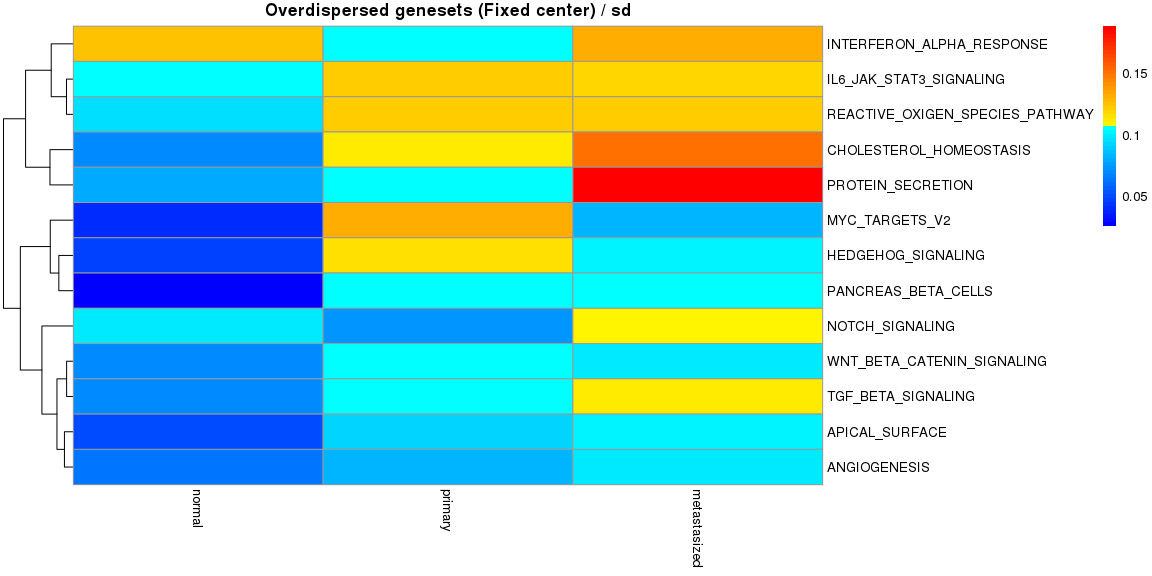 Overdispersed genesets (Fixed center) / sd
INTERFERON_ALPHA_RESPONSE
IL6_JAK_STAT3_SIGNALING
REACTIVE_OXIGEN_SPECIES_PATHWAY
CHOLESTEROL_HOMEOSTASIS
PROTEIN_SECRETION
MYC_TARGETS_V2
HEDGEHOG_SIGNALING
PANCREAS_BETA_CELLS
NOTCH_SIGNALING
WNT_BETA_CATENIN_SIGNALING
TGF_BETA_SIGNALING
APICAL_SURFACE
ANGIOGENESIS
0.15
0.1
0.05
normal
primary
metastasized